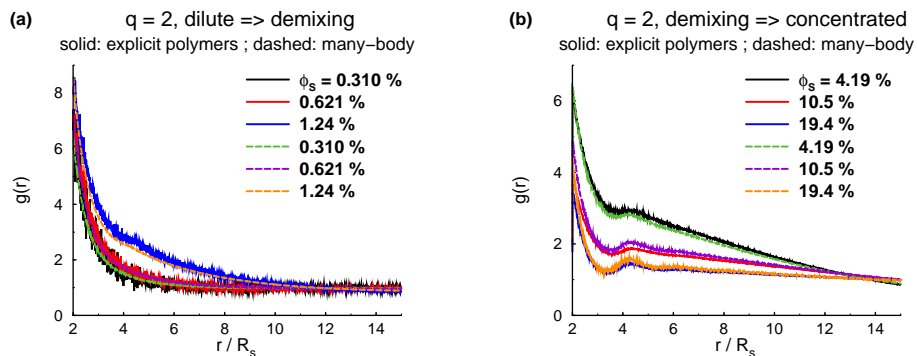 (a)
q = 2, dilute => demixing
solid: explicit polymers ; dashed: many−body
ϕs = 0.310 %
0.621 %
1.24 %
0.310 %
0.621 %
1.24 %
g(r)
8
6
4
2
0
2 4 6 8 10 12 14
r / Rs
(b)
q = 2, demixing => concentrated
solid: explicit polymers ; dashed: many−body
ϕs = 4.19 %
10.5 %
19.4 %
4.19 %
10.5 %
19.4 %
g(r)
6
4
2
0
2 4 6 8 10 12 14
r / Rs